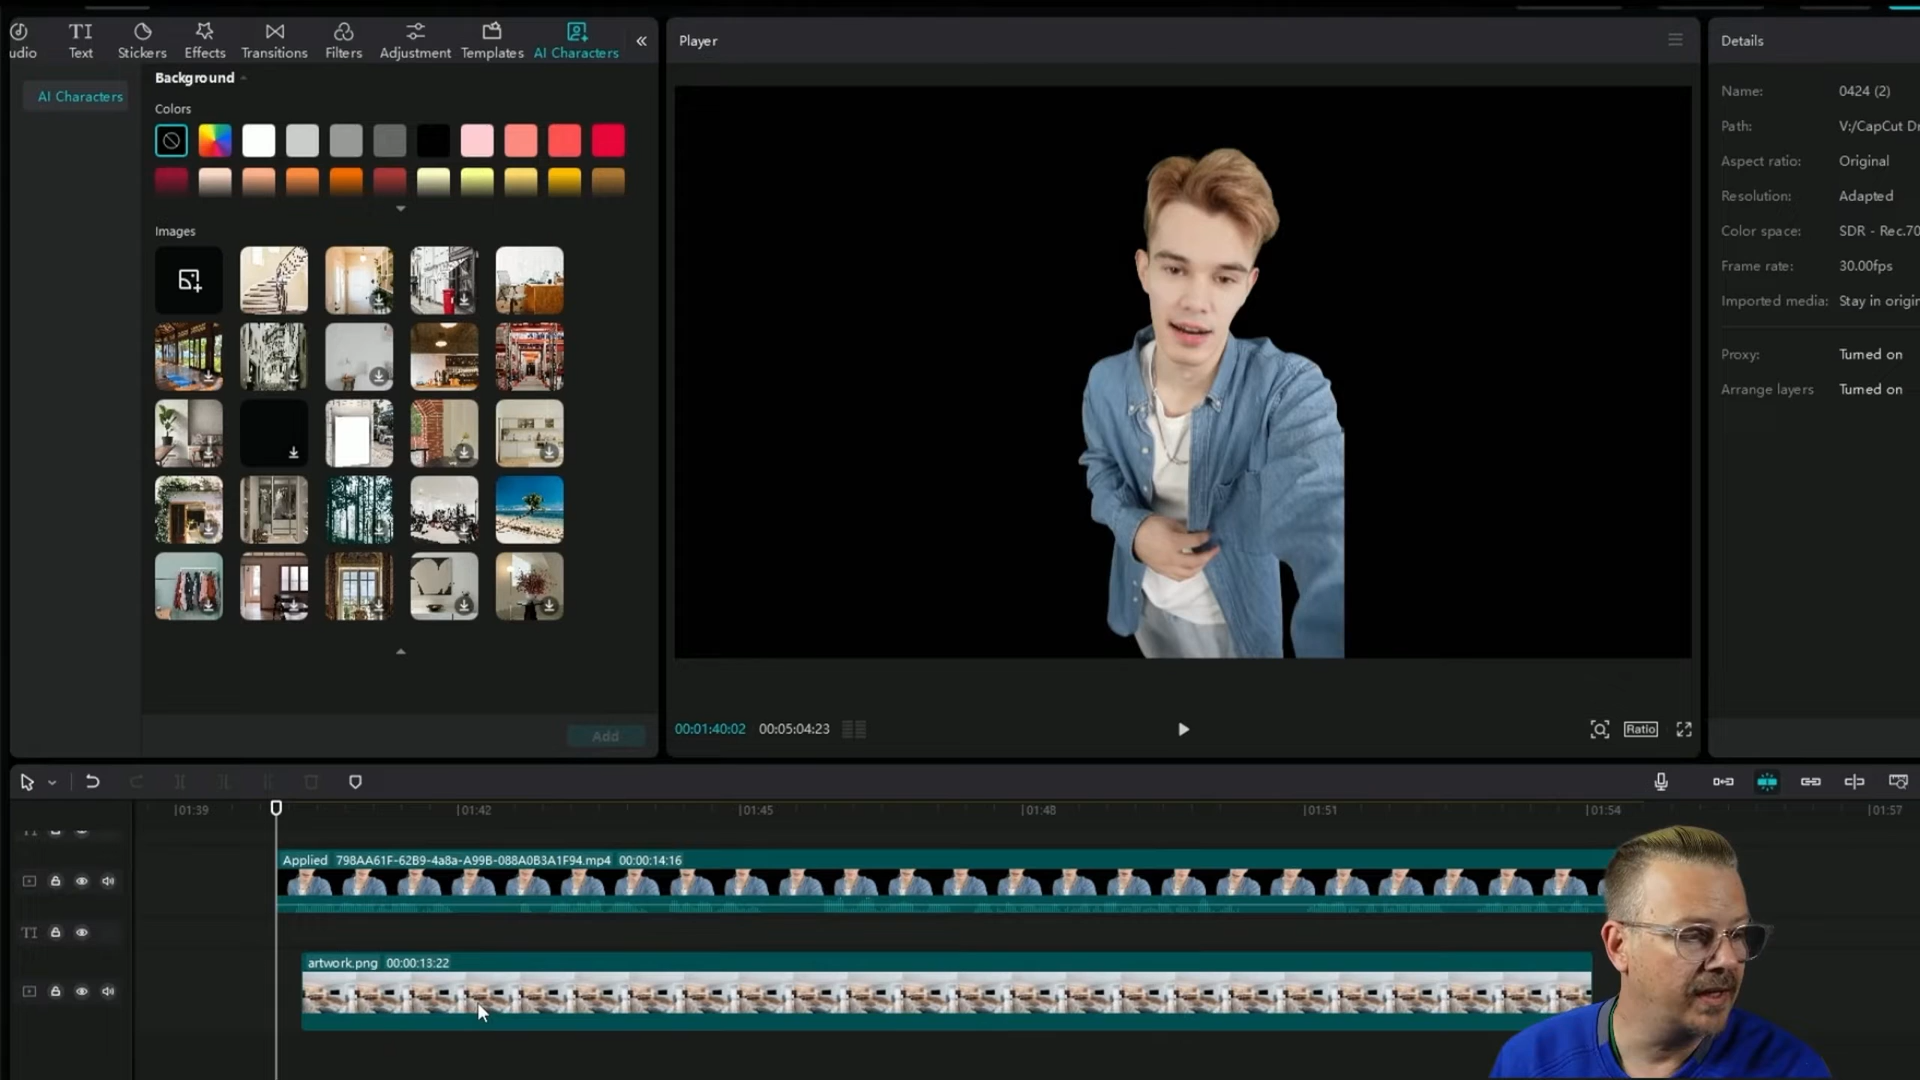 udio
Text
Stickers
Effects
Transitions
Filters
Adjustment
Templates
AI Characters
Player
Details
AI Characters
Background
Colors
Images
Add
Name: 0424 (2)
Path: V:/CapCut Dr
Aspect ratio: Original
Resolution: Adapted
Color space: SDR - Rec.70
Frame rate: 30.00fps
Imported media: Stay in origin
Proxy: Turned on
Arrange layers Turned on
00:01:40:02 00:05:04:23
Ratio
01:39 01:42 01:45 01:48 01:51 01:54 01:57
Applied 798AA61F-62B9-4a8a-A99B-088A0B3A1F94.mp4 00:00:14:16
TI
artwork.png 00:00:13:22